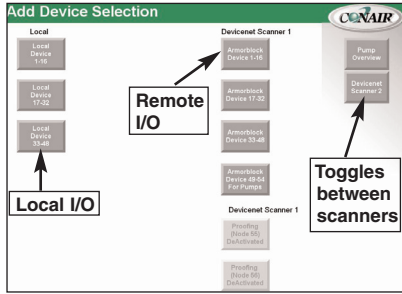 Add Device Selection
CONAIR
Local
Devicenet Scanner 1
Local
Device
1-16
Armorblock
Device 1-16
Pump
Overview
Local
Device
17-32
Armorblock
Device 17-32
Devicenet
Scanner 2
Remote
I/O
Local
Device
33-48
Armorblock
Device 33-48
Armorblock
Device 49-64
For Pumps
Toggles
between
scanners
Local I/O
Devicenet Scanner 1
Proofing
(Node 55)
DeActivated
Proofing
(Node 56)
DeActivated